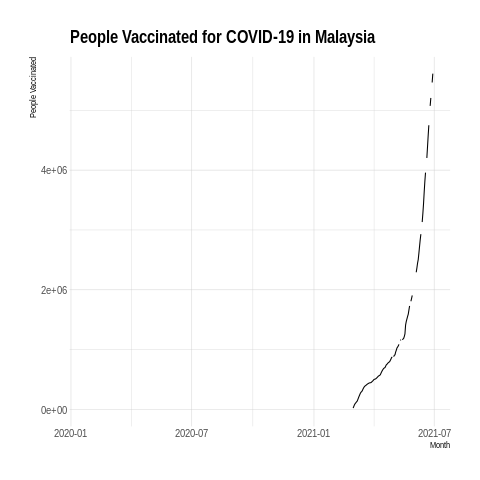 People Vaccinated for COVID-19 in Malaysia
People Vaccinated
4e+06
2e+06
0e+00
2020-01 2020-07 2021-01 2021-07
Month